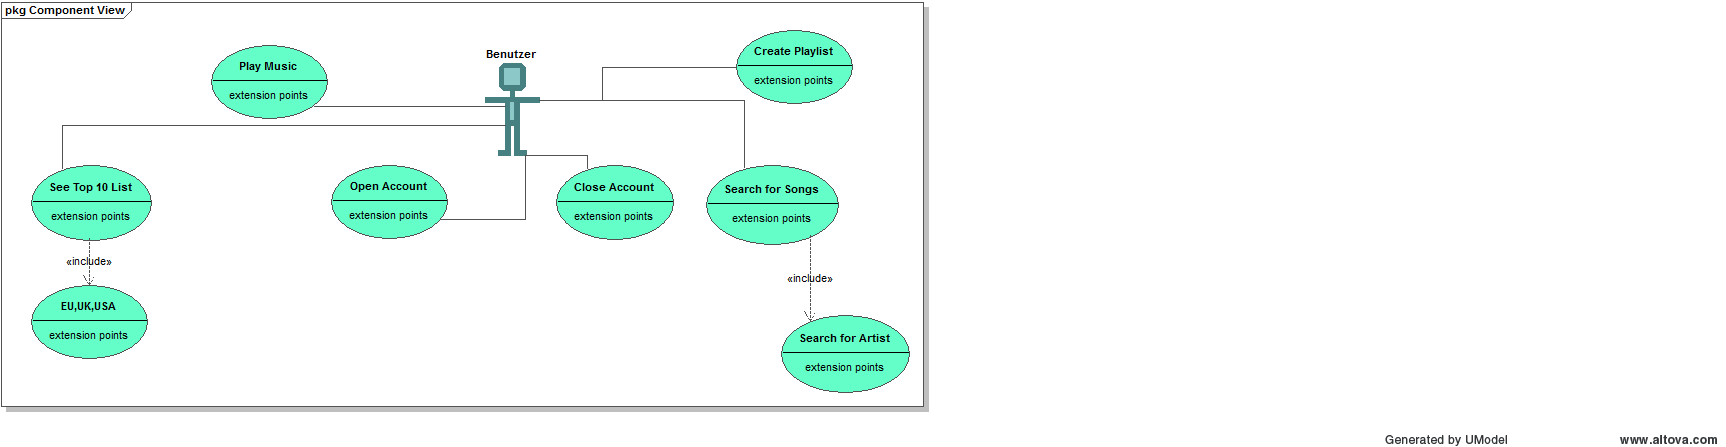 pkg Component View
Benutzer
Create Playlist
extension points
Play Music
extension points
See Top 10 List
extension points
Open Account
extension points
Close Account
extension points
Search for Songs
extension points
«include»
«include»
EU,UK,USA
extension points
Search for Artist
extension points
Generated by UModel
www.altova.com